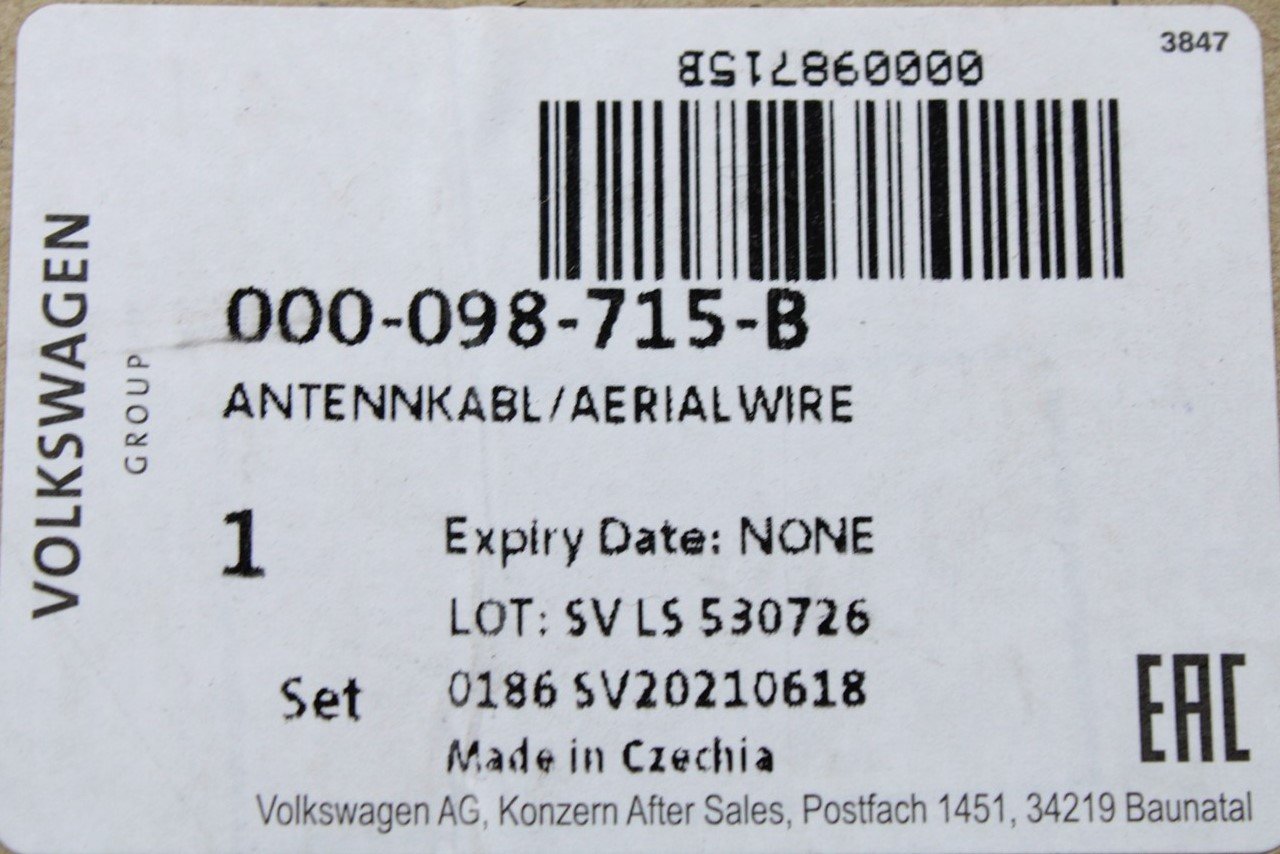 3847
000098715B
VOLKSWAGEN
GROUP
000-098-715-B
ANTENNKABL/AERIALWIRE
1
Expiry Date: NONE
LOT: SV LS 530726
Set
0186 SV20210618
Made in Czechia
EAC
Volkswagen AG, Konzern After Sales, Postfach 1451, 34219 Baunatal